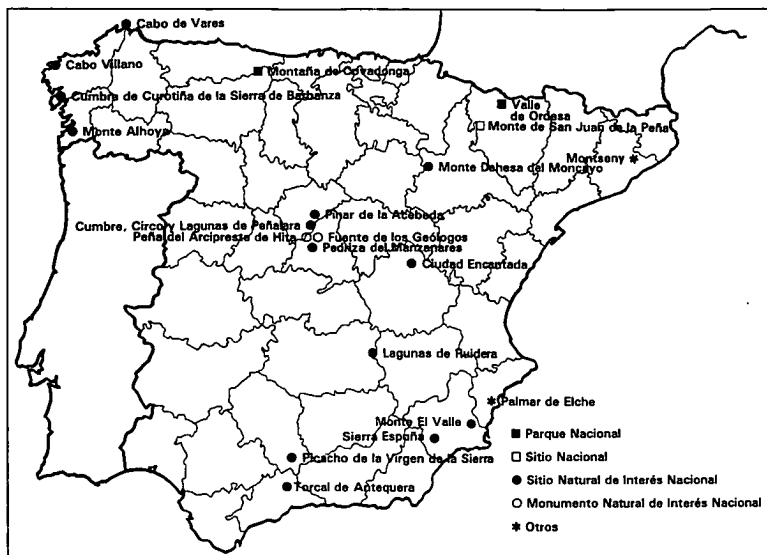 Cabo de Vares
Cabo Villano
Montaña de Covadonga
Cumbre de Curotiña de la Sierra de Barbanza
Valle
de Ordesa
Monte de San Juan de la Peña
Monte Alhoya
Montseny
Monte Dehesa del Moncayo
Pinar de la Acebeda
Cumbre, Circo y Lagunas de Peñalara
Peña del Arcipreste de Hita
Fuente de los Geólogos
Pedriza del Manzanares
Ciudad Encantada
Lagunas de Ruidera
Palmar de Elche
Monte El Valle
Sierra España
Picacho de la Virgen de la Sierra
Torcal de Antequera
Parque Nacional
Sitio Nacional
Sitio Natural de Interés Nacional
Monumento Natural de Interés Nacional
Otros